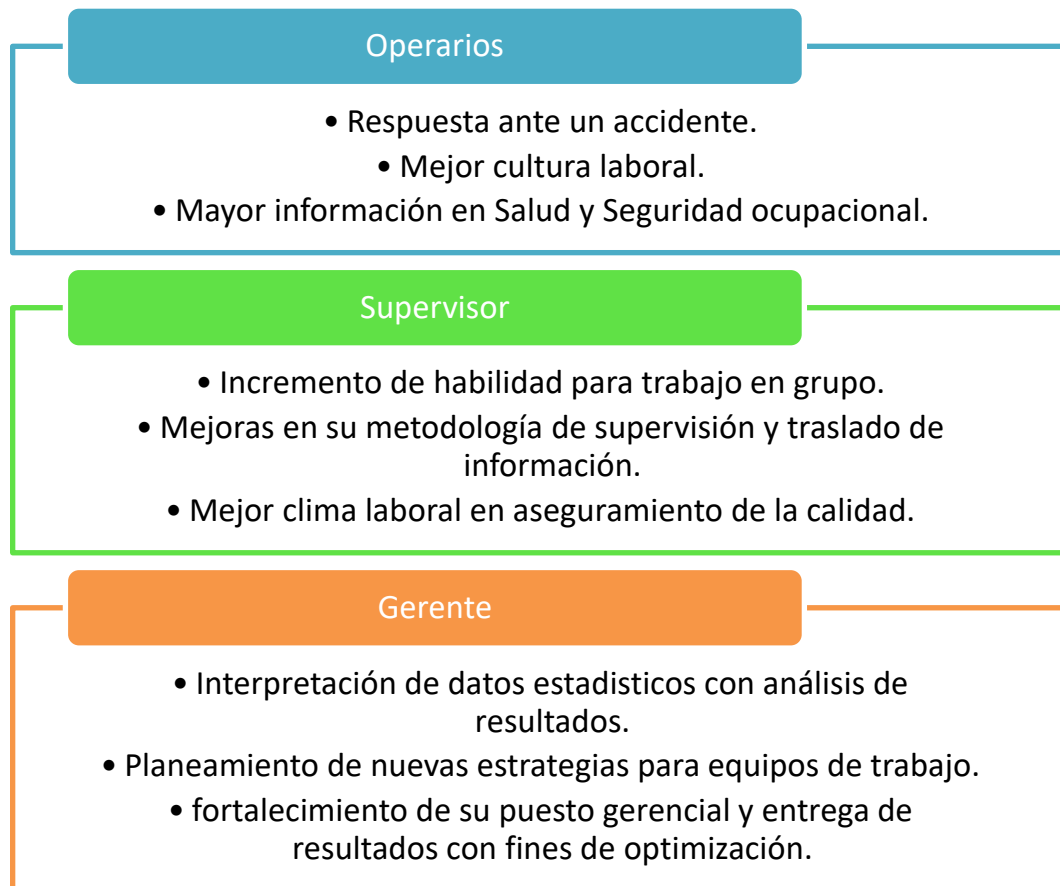 Operarios
• Respuesta ante un accidente.
• Mejor cultura laboral.
• Mayor información en Salud y Seguridad ocupacional.
Supervisor
• Incremento de habilidad para trabajo en grupo.
• Mejoras en su metodología de supervisión y traslado de
información.
• Mejor clima laboral en aseguramiento de la calidad.
Gerente
• Interpretación de datos estadisticos con análisis de
resultados.
• Planeamiento de nuevas estrategias para equipos de trabajo.
• fortalecimiento de su puesto gerencial y entrega de
resultados con fines de optimización.